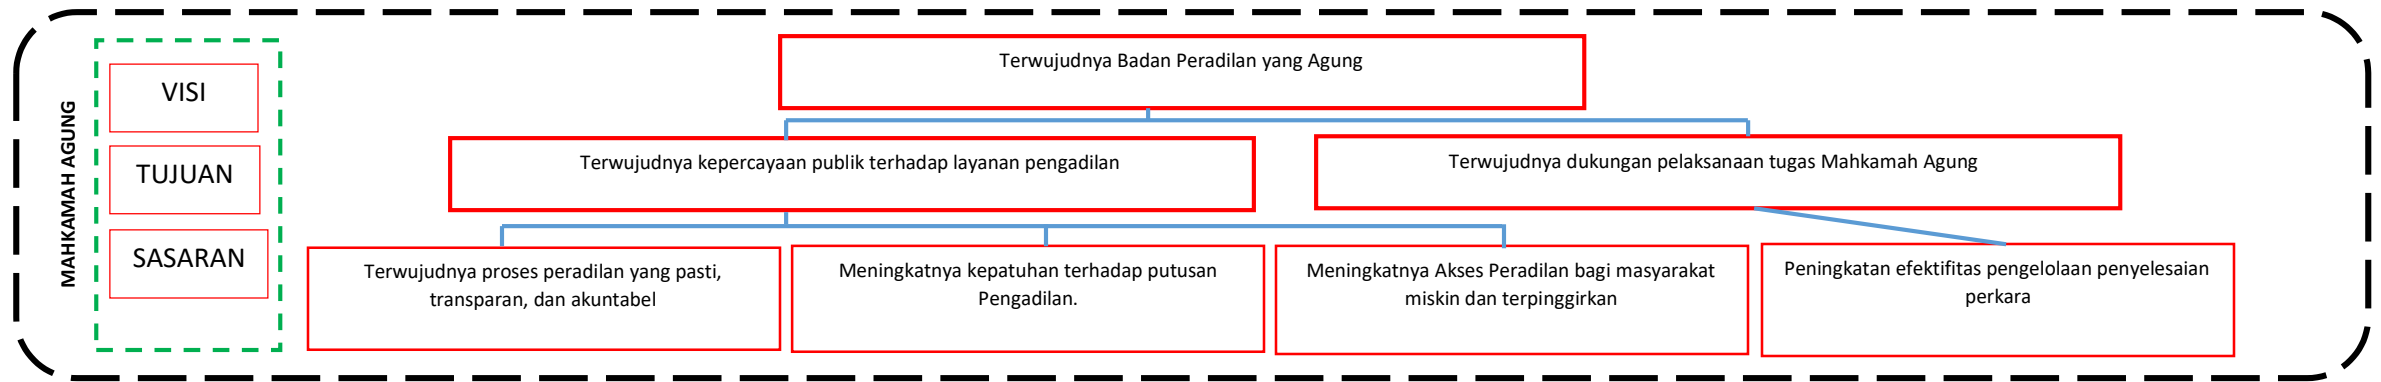 MAHKAMAH AGUNG
VISI
TUJUAN
SASARAN
Terwujudnya Badan Peradilan yang Agung
Terwujudnya kepercayaan publik terhadap layanan pengadilan
Terwujudnya dukungan pelaksanaan tugas Mahkamah Agung
Terwujudnya proses peradilan yang pasti,
transparan, dan akuntabel
Meningkatnya kepatuhan terhadap putusan
Pengadilan.
Meningkatnya Akses Peradilan bagi masyarakat
miskin dan terpinggirkan
Peningkatan efektifitas pengelolaan penyelesaian
perkara